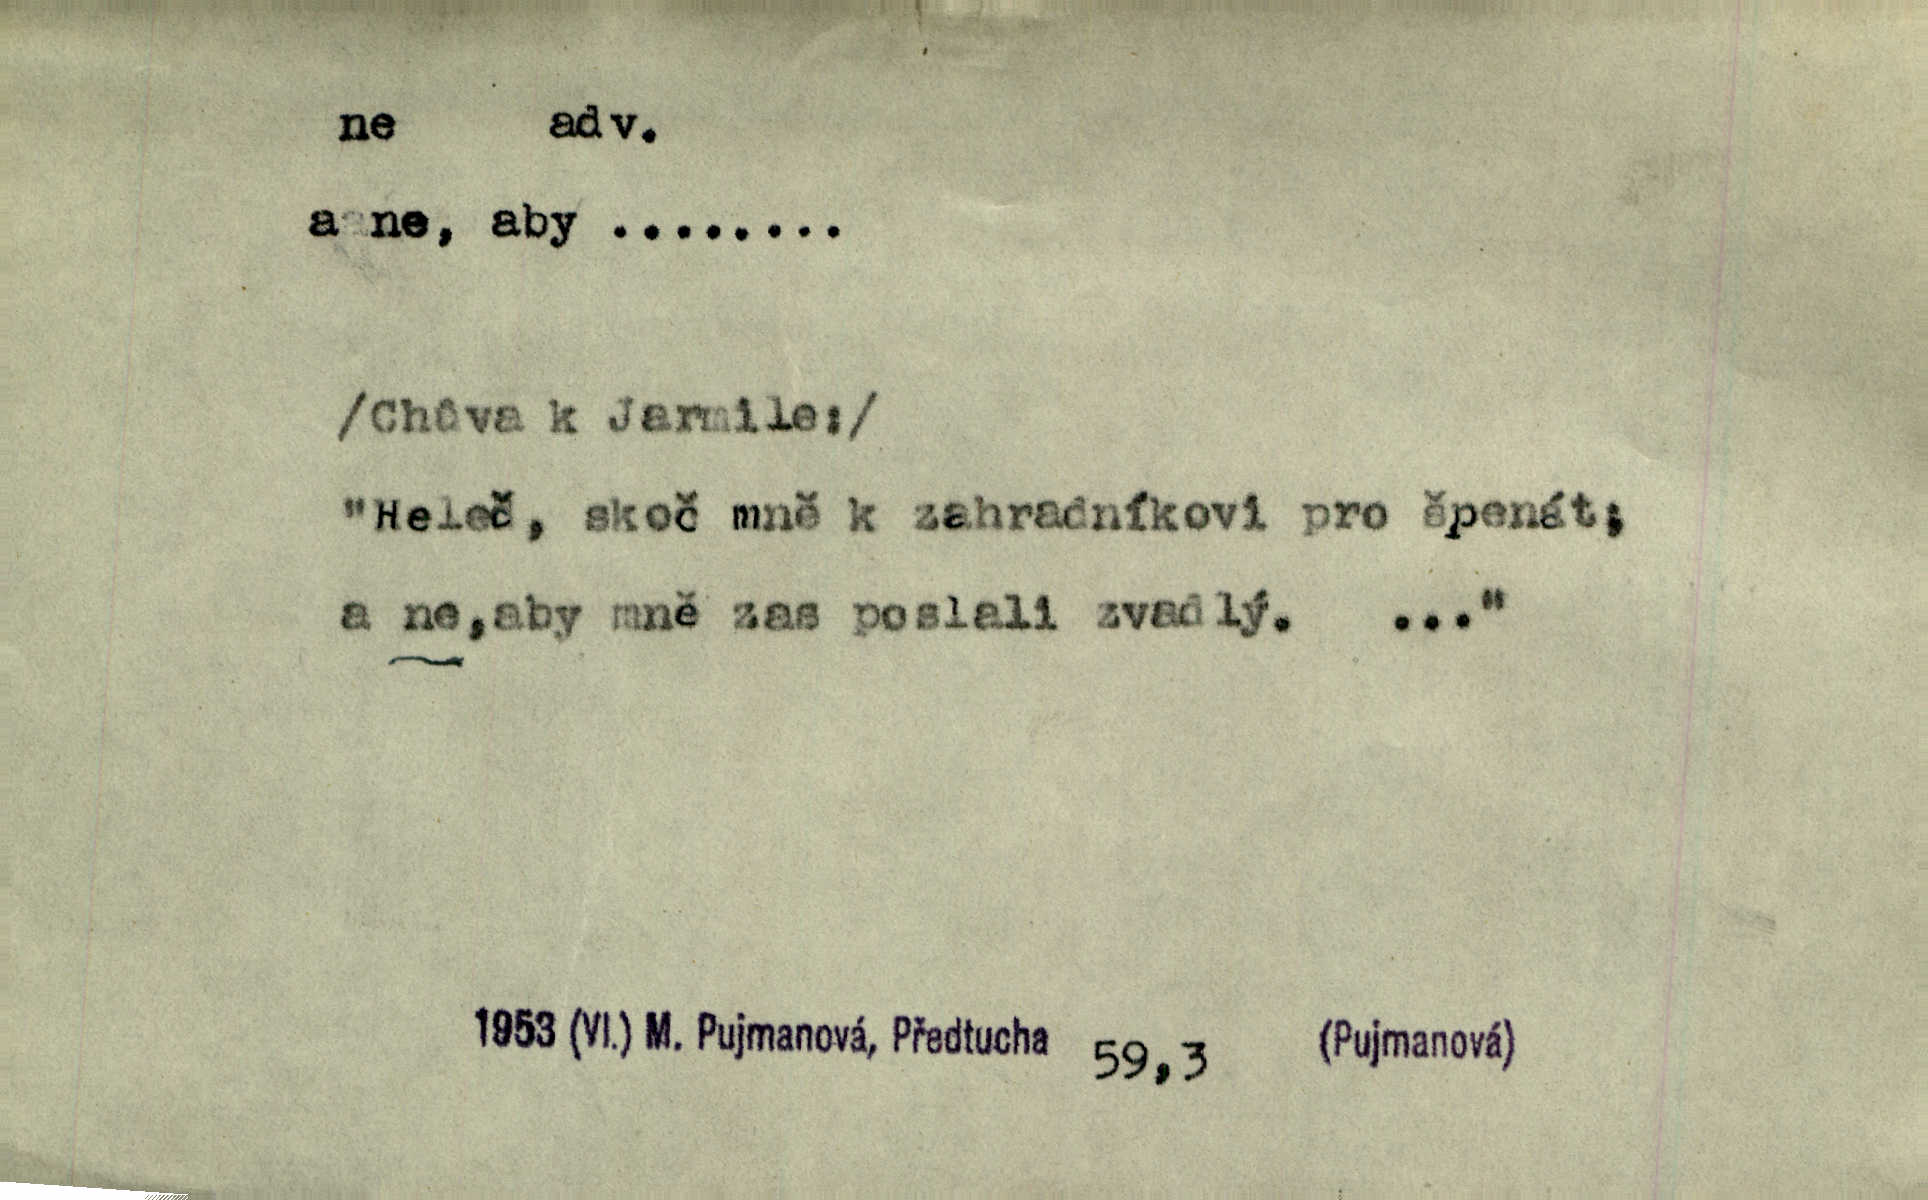 ne adv.
a ne, aby ........
/Chůva k Jarmile:/
"Heleč, skoč mně k zahradníkovi pro špenát;
a ne,aby mně zas poslali zvadlý. ..."
1953 (VI.) M. Pujmanová, Předtucha 59,3 (Pujmanová)